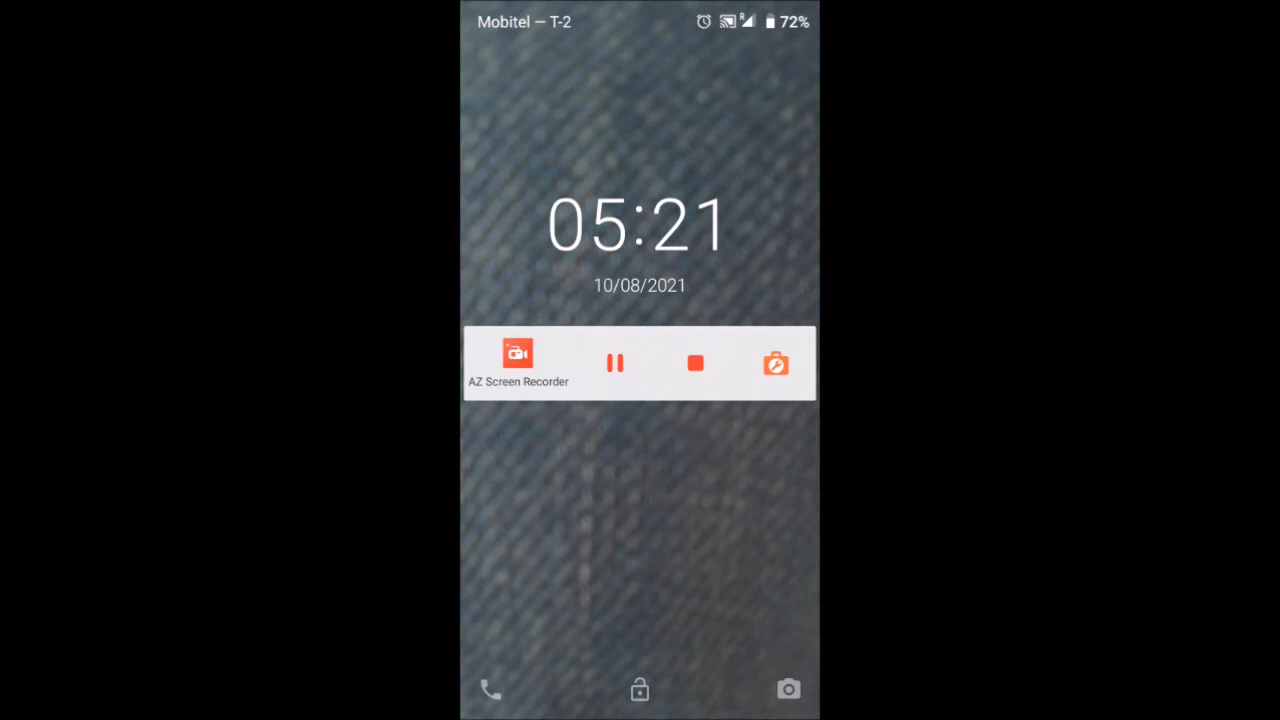 Mobitel — T-2
R
72%
05:21
10/08/2021
AZ Screen Recorder